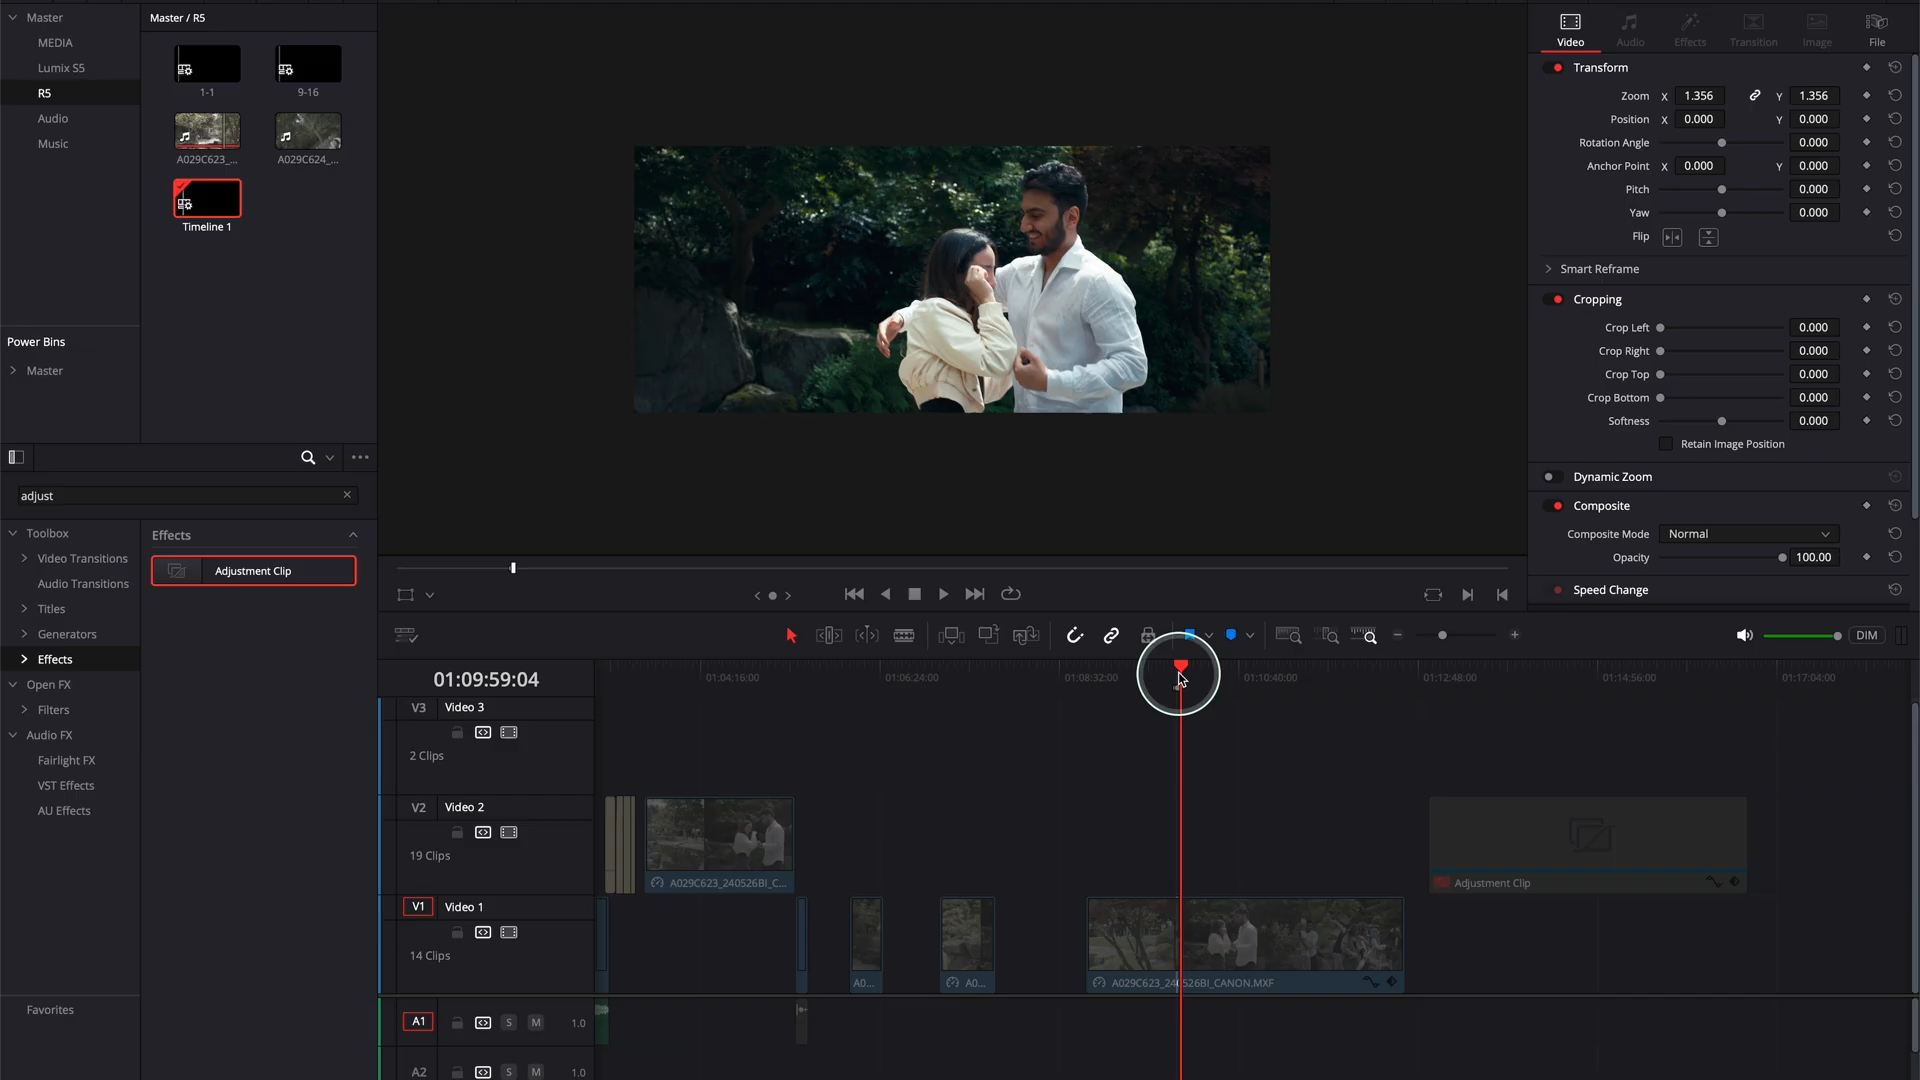 Master
MEDIA
Lumix S5
R5
Audio
Music
Power Bins
Master
Master / R5
1-1
9-16
A029C623_...
A029C624_...
Timeline 1
Video
Audio
Effects
Transition
Image
File
Transform
Zoom X 1.356 Y 1.356
Position X 0.000 Y 0.000
Rotation Angle 0.000
Anchor Point X 0.000 Y 0.000
Pitch 0.000
Yaw 0.000
Flip
Smart Reframe
Cropping
Crop Left 0.000
Crop Right 0.000
Crop Top 0.000
Crop Bottom 0.000
Softness 0.000
Retain Image Position
Dynamic Zoom
Composite
Composite Mode Normal
Opacity 100.00
Speed Change
adjust
Toolbox
Video Transitions
Audio Transitions
Titles
Generators
Effects
Open FX
Filters
Audio FX
Fairlight FX
VST Effects
AU Effects
Favorites
Effects
Adjustment Clip
DIM
01:09:59:04
01:04:16:00
01:06:24:00
01:08:32:00
01:10:40:00
01:12:48:00
01:14:56:00
01:17:04:00
V3 Video 3
2 Clips
V2 Video 2
19 Clips
A029C623_240526BI_C...
Adjustment Clip
V1 Video 1
14 Clips
A0...
A0...
A029C623_240526BI_CANON.MXF
A1 S M 1.0
A2 S M 1.0